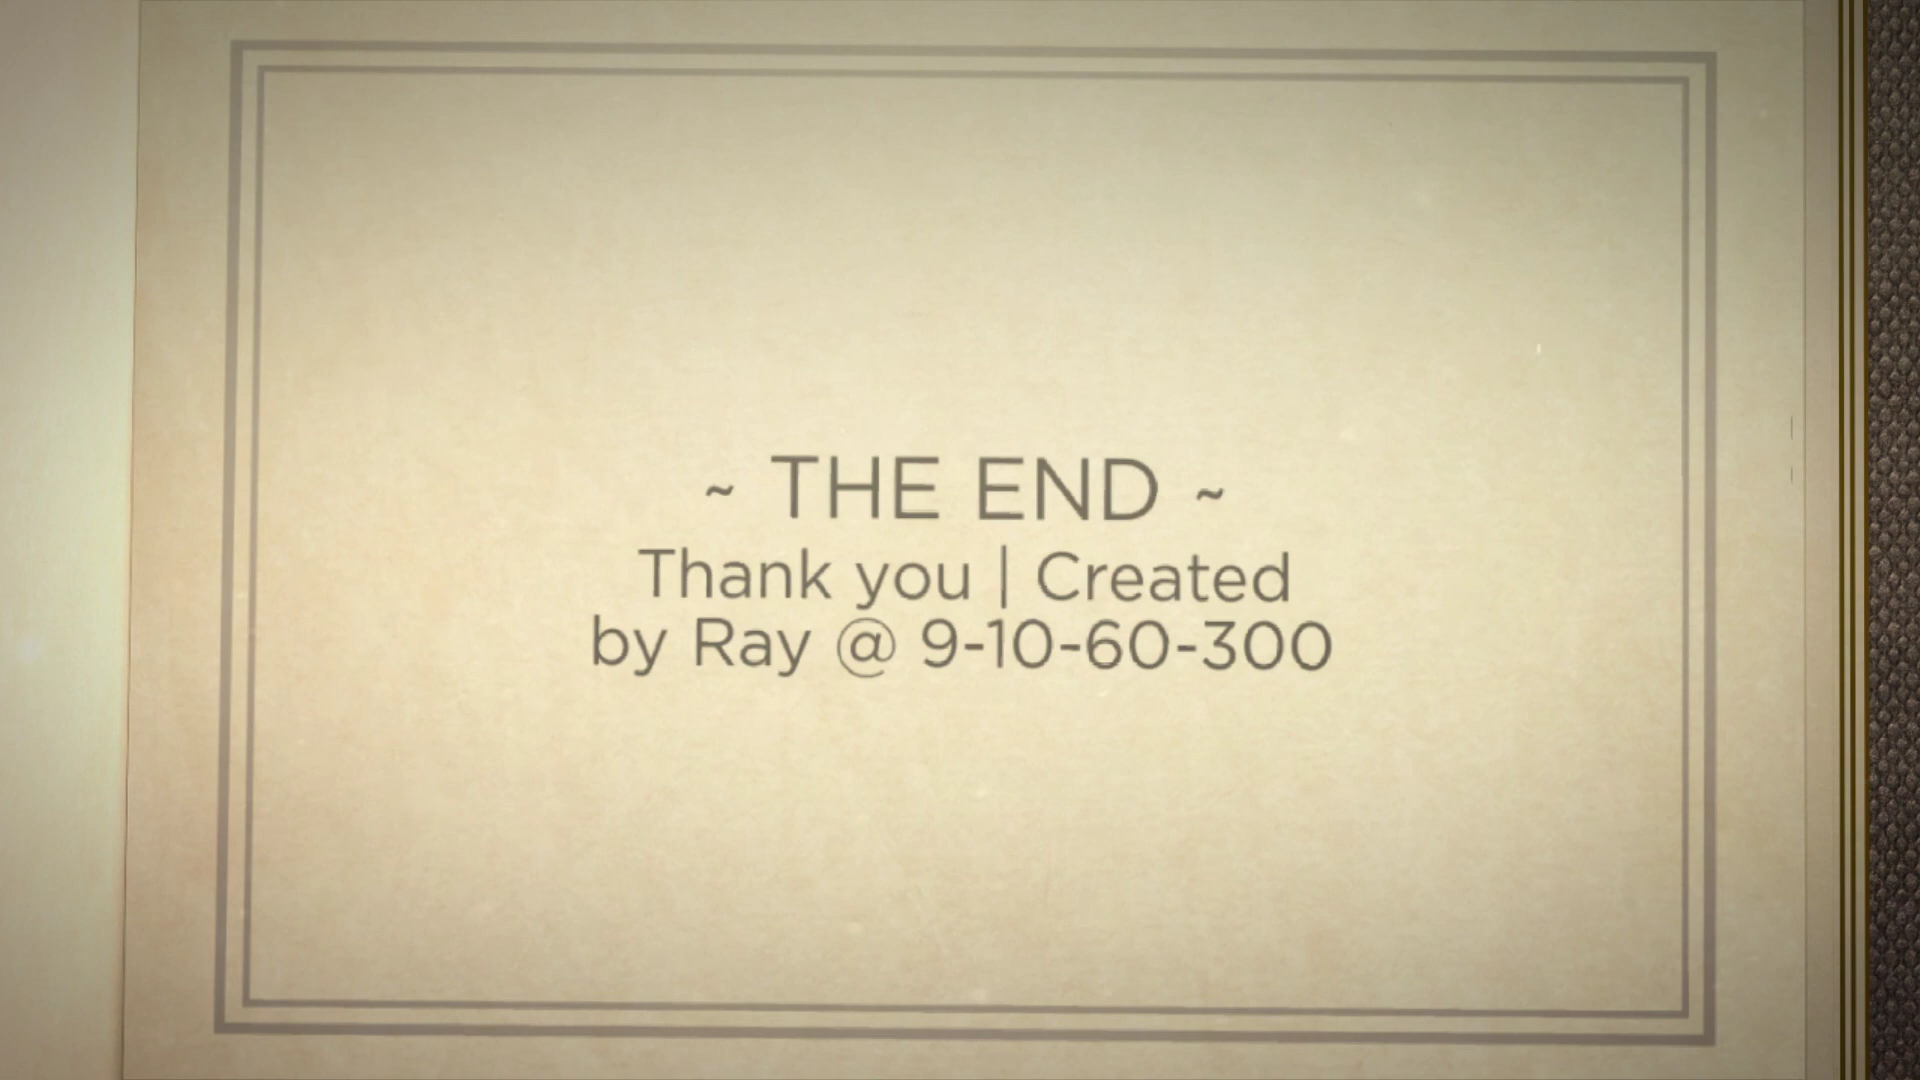 ~ THE END ~
Thank you | Created
by Ray @ 9-10-60-300